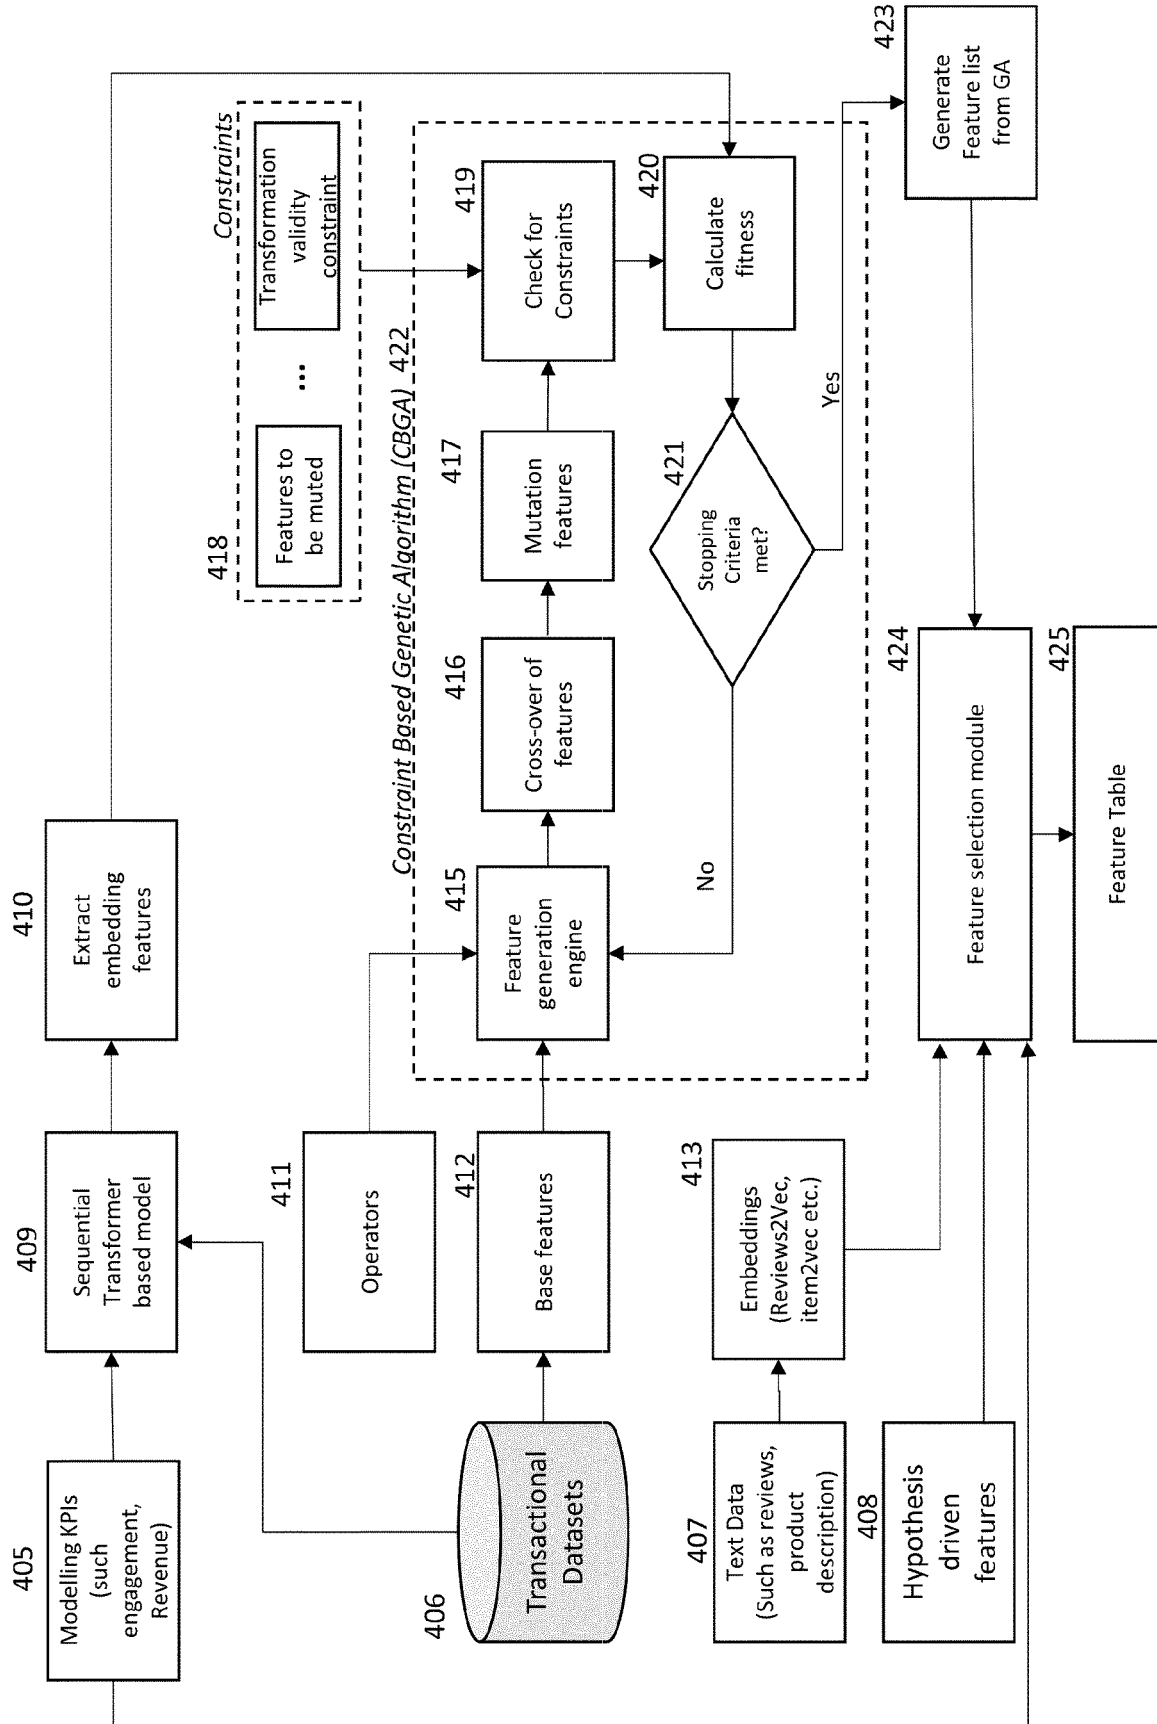 405
Modelling KPIs
(such
engagement,
Revenue)
409
Sequential
Transformer
based model
410
Extract
embedding
features
406
Transactional
Datasets
411
Operators
412
Base features
418
Constraints
Features to
be muted
...
Transformation
validity
constraint
Constraint Based Genetic Algorithm (CBGA) 422
415
Feature
generation
engine
416
Cross-over of
features
417
Mutation
features
419
Check for
Constraints
420
Calculate
fitness
421
Stopping
Criteria
met?
No
Yes
423
Generate
Feature list
from GA
407
Text Data
(Such as reviews,
product
description)
413
Embeddings
(Reviews2Vec,
item2vec etc.)
408
Hypothesis
driven
features
424
Feature selection module
425
Feature Table